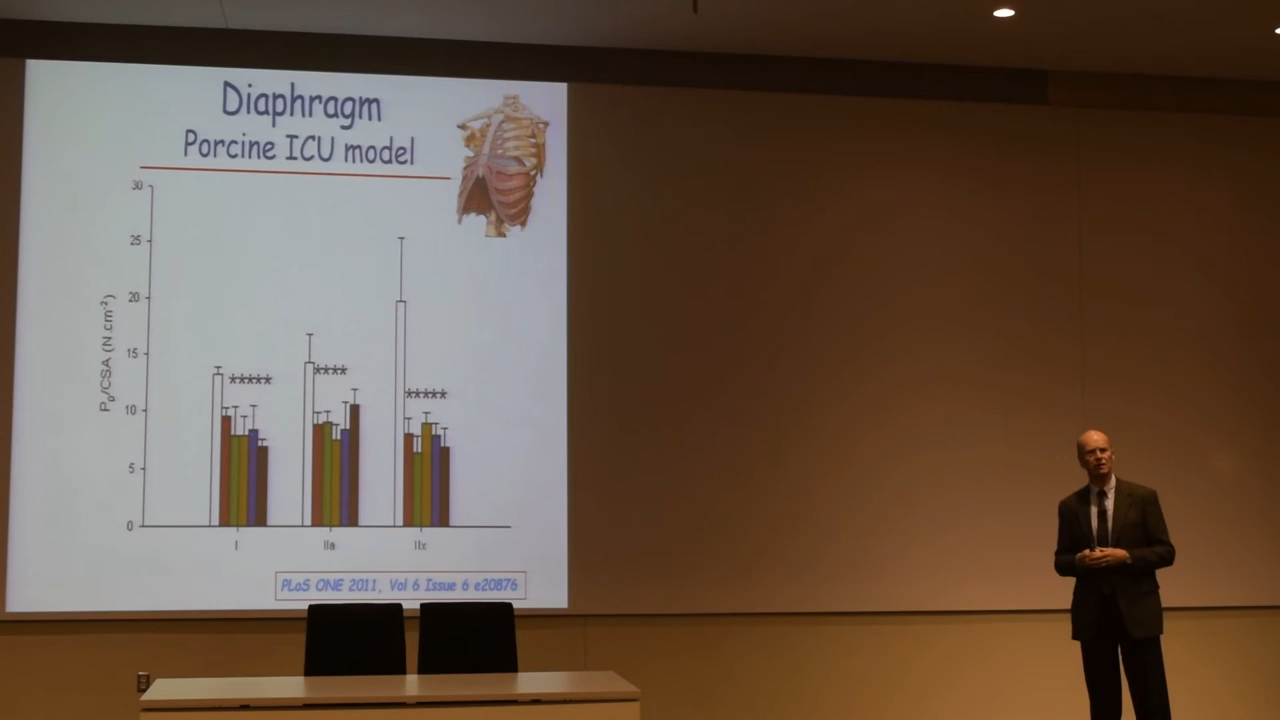 Diaphragm
Porcine ICU model
30
25
20
15
10
5
0
P₀/CSA (N.cm⁻²)
*****
****
*****
I
IIa
IIx
PLoS ONE 2011, Vol 6 Issue 6 e20876